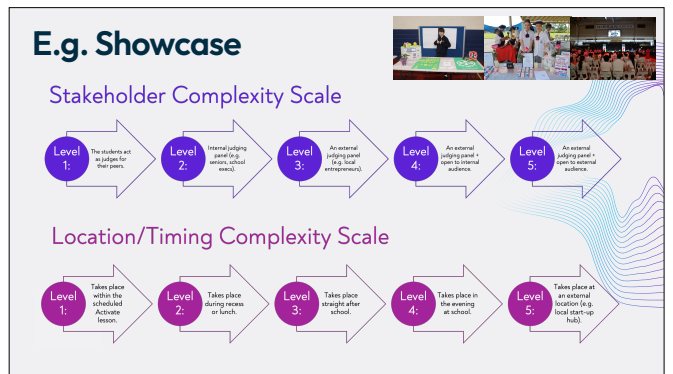 E.g. Showcase
Stakeholder Complexity Scale
Level
1:
The students act
as judges for
their peers.
Level
2:
Internal judging
panel (e.g.
seniors, school
execs).
Level
3:
An external
judging panel
(e.g. local
entrepreneurs).
Level
4:
An external
judging panel +
open to internal
audience.
Level
5:
An external
judging panel +
open to external
audience.
Location/Timing Complexity Scale
Level
1:
Takes place
within the
scheduled
Activate
lesson.
Level
2:
Takes place
during recess
or lunch.
Level
3:
Takes place
straight after
school.
Level
4:
Takes place in
the evening
at school.
Level
5:
Takes place at
an external
location (e.g.
local start-up
hub).